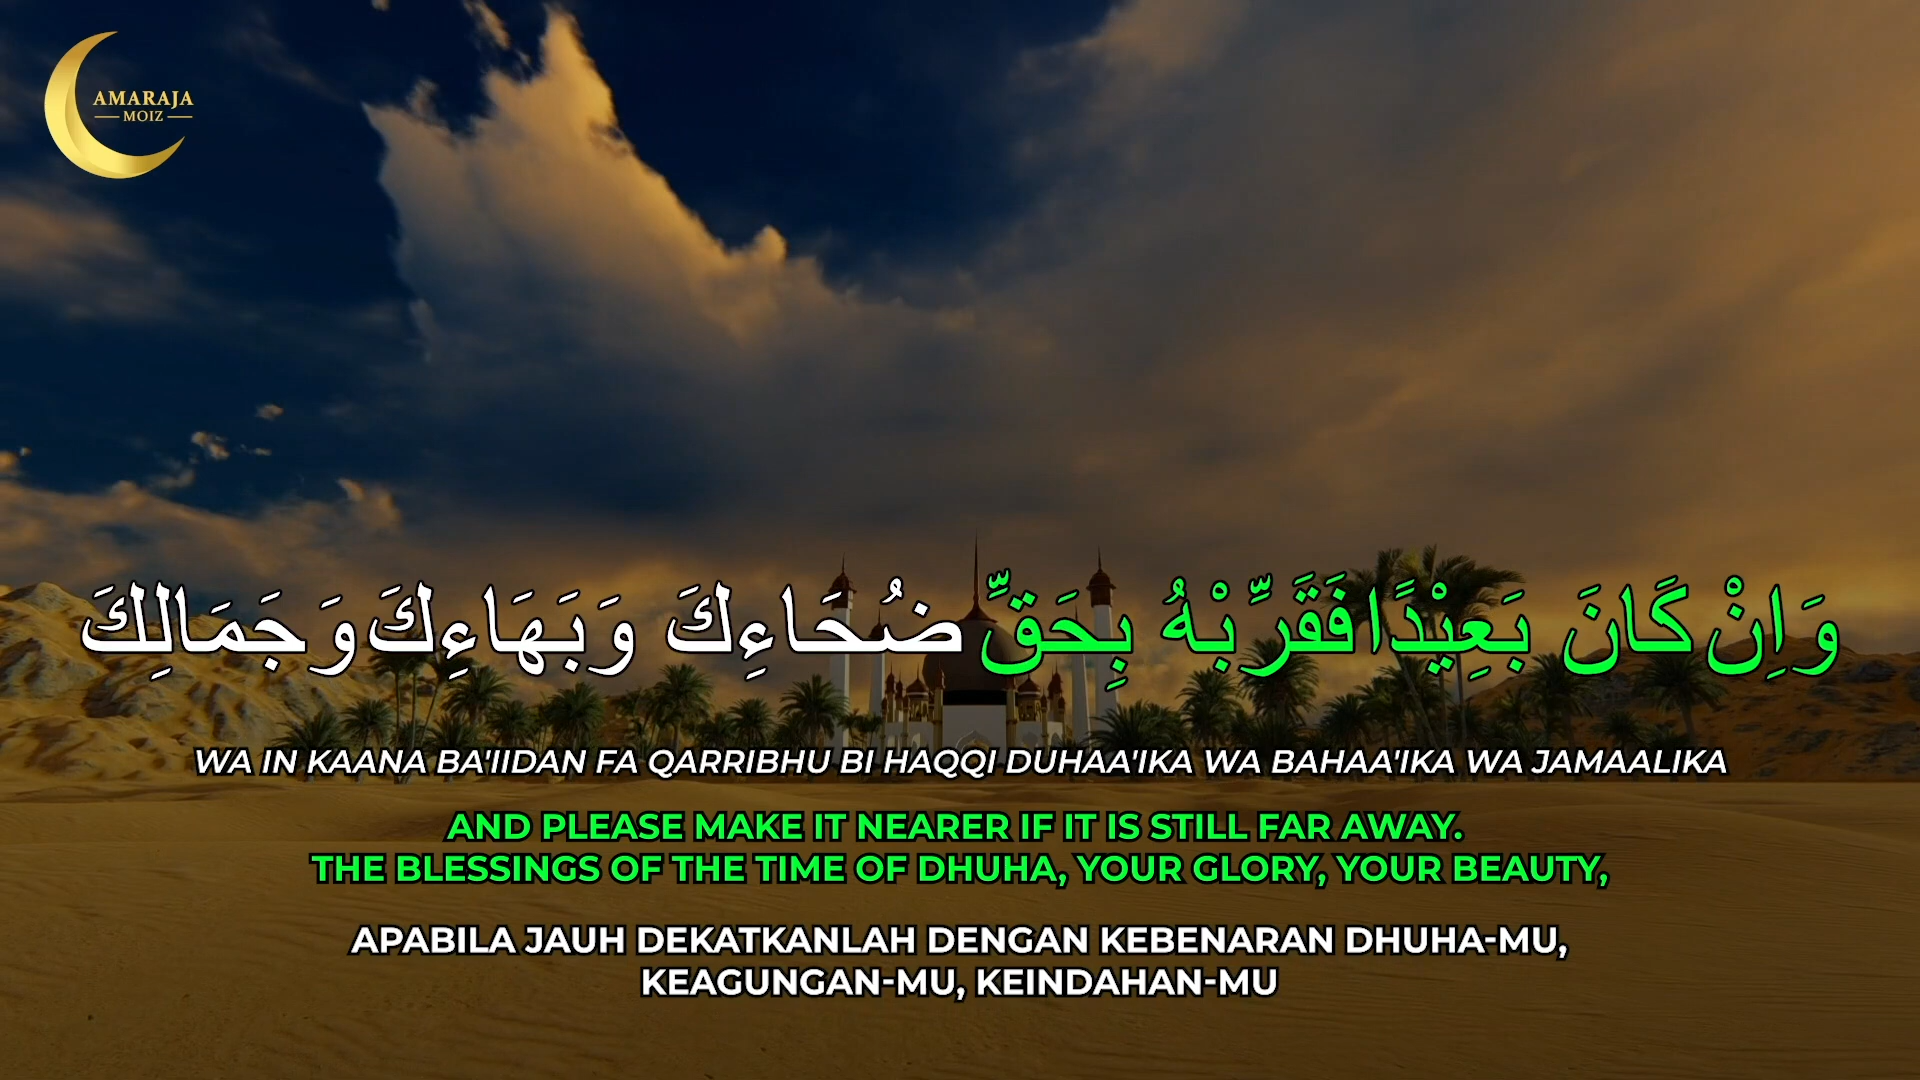 AMARAJA
MOIZ
وَاِنْ كَانَ بَعِيْدًافَقَرِّبْهُ بِحَقِّ ضُحَاءِكَ وَبَهَاءِكَ وَجَمَالِكَ
WA IN KAANA BA'IIDAN FA QARRIBHU BI HAQQI DUHAA'IKA WA BAHAA'IKA WA JAMAALIKA
AND PLEASE MAKE IT NEARER IF IT IS STILL FAR AWAY.
THE BLESSINGS OF THE TIME OF DHUHA, YOUR GLORY, YOUR BEAUTY,
APABILA JAUH DEKATKANLAH DENGAN KEBENARAN DHUHA-MU,
KEAGUNGAN-MU, KEINDAHAN-MU